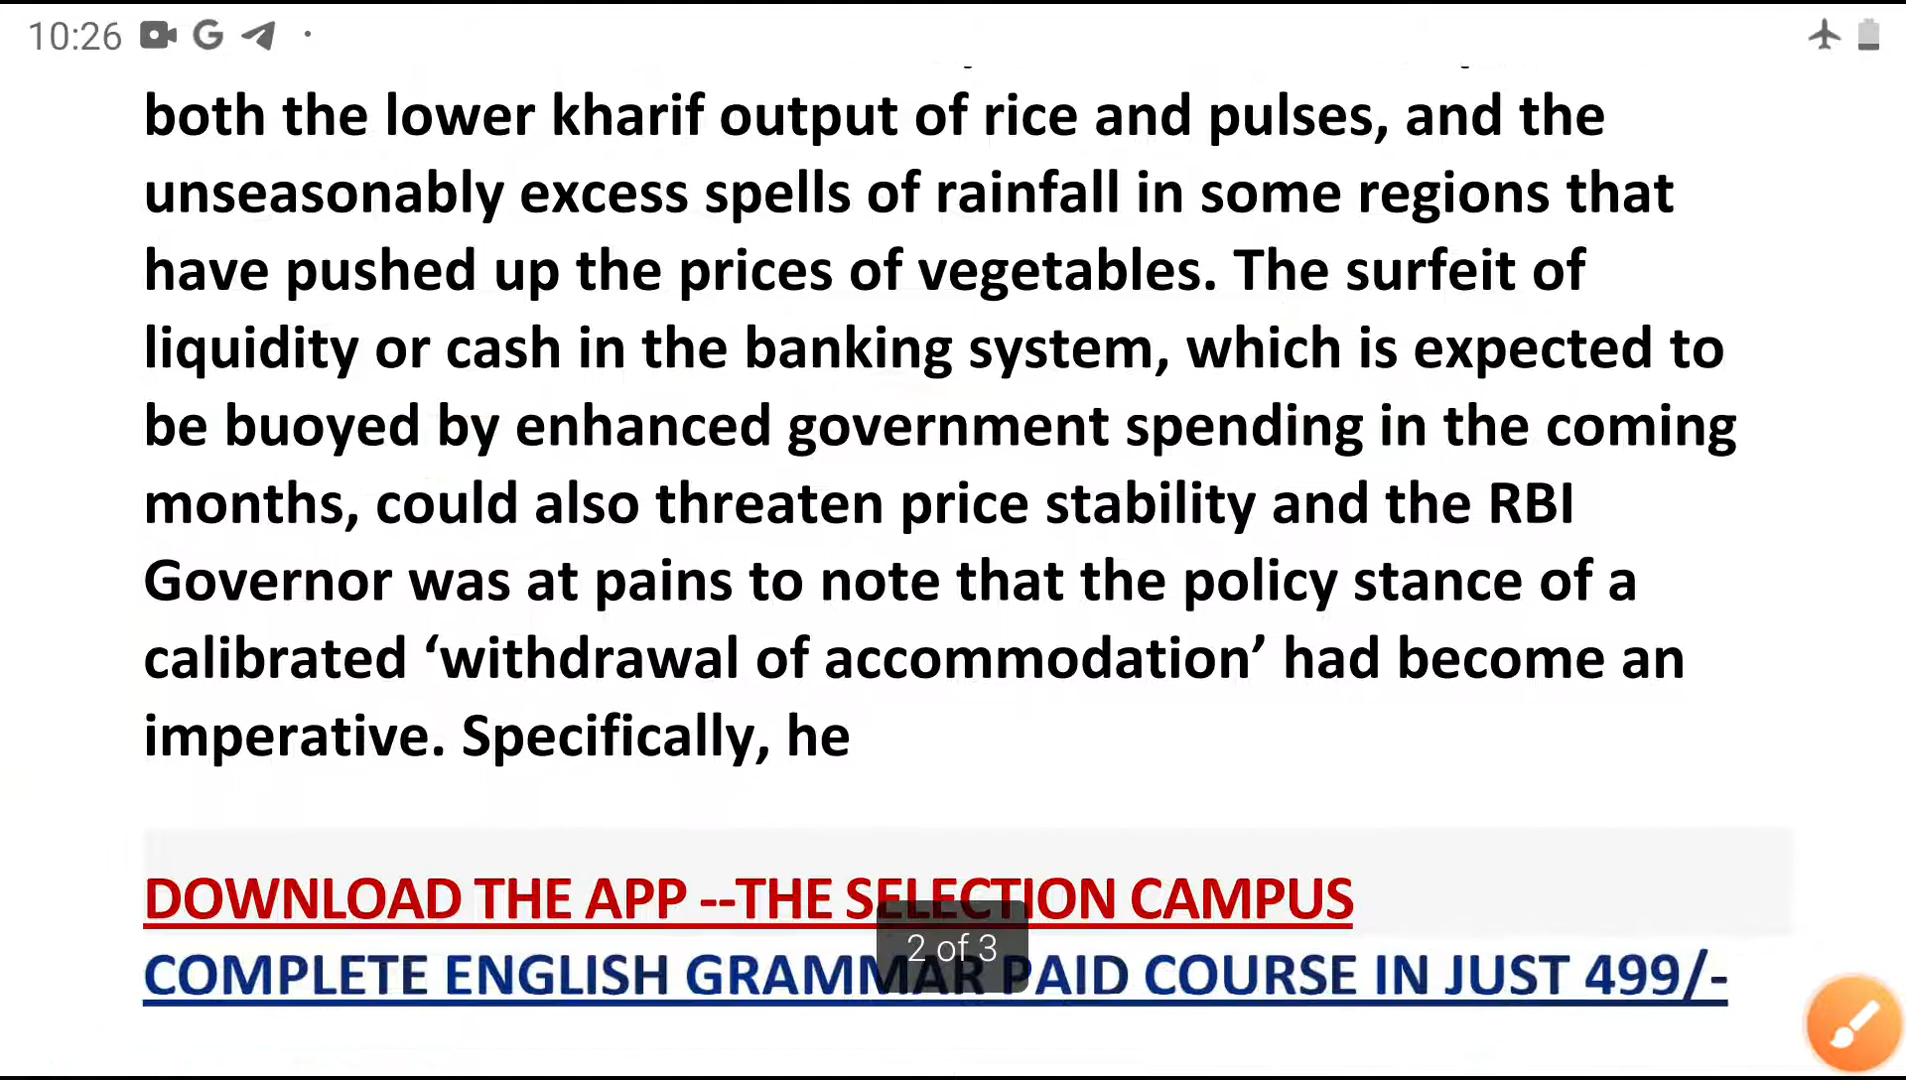 10:26
both the lower kharif output of rice and pulses, and the
unseasonably excess spells of rainfall in some regions that
have pushed up the prices of vegetables. The surfeit of
liquidity or cash in the banking system, which is expected to
be buoyed by enhanced government spending in the coming
months, could also threaten price stability and the RBI
Governor was at pains to note that the policy stance of a
calibrated ‘withdrawal of accommodation’ had become an
imperative. Specifically, he
DOWNLOAD THE APP --THE SELECTION CAMPUS
2 of 3
COMPLETE ENGLISH GRAMMAR PAID COURSE IN JUST 499/-